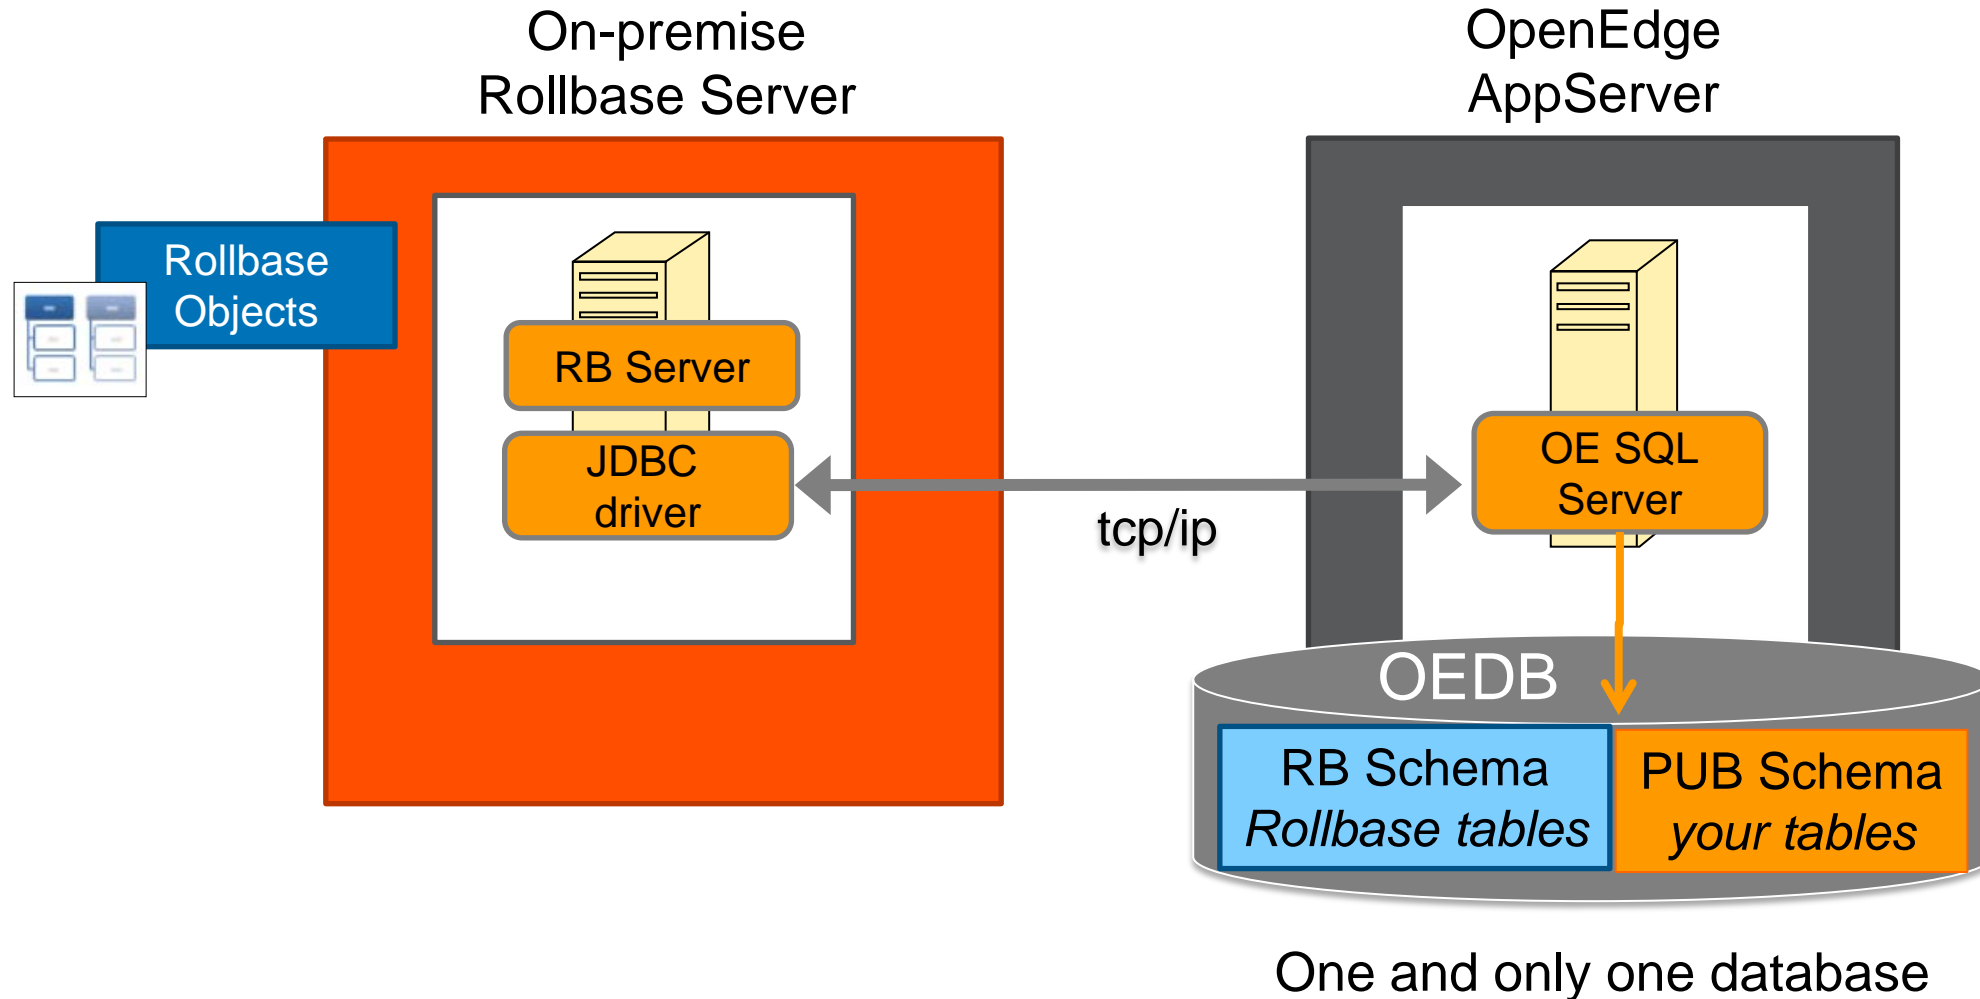 On-premise
Rollbase Server
OpenEdge
AppServer
Rollbase
Objects
RB Server
JDBC
driver
tcp/ip
OE SQL
Server
OEDB
RB Schema
Rollbase tables
PUB Schema
your tables
One and only one database